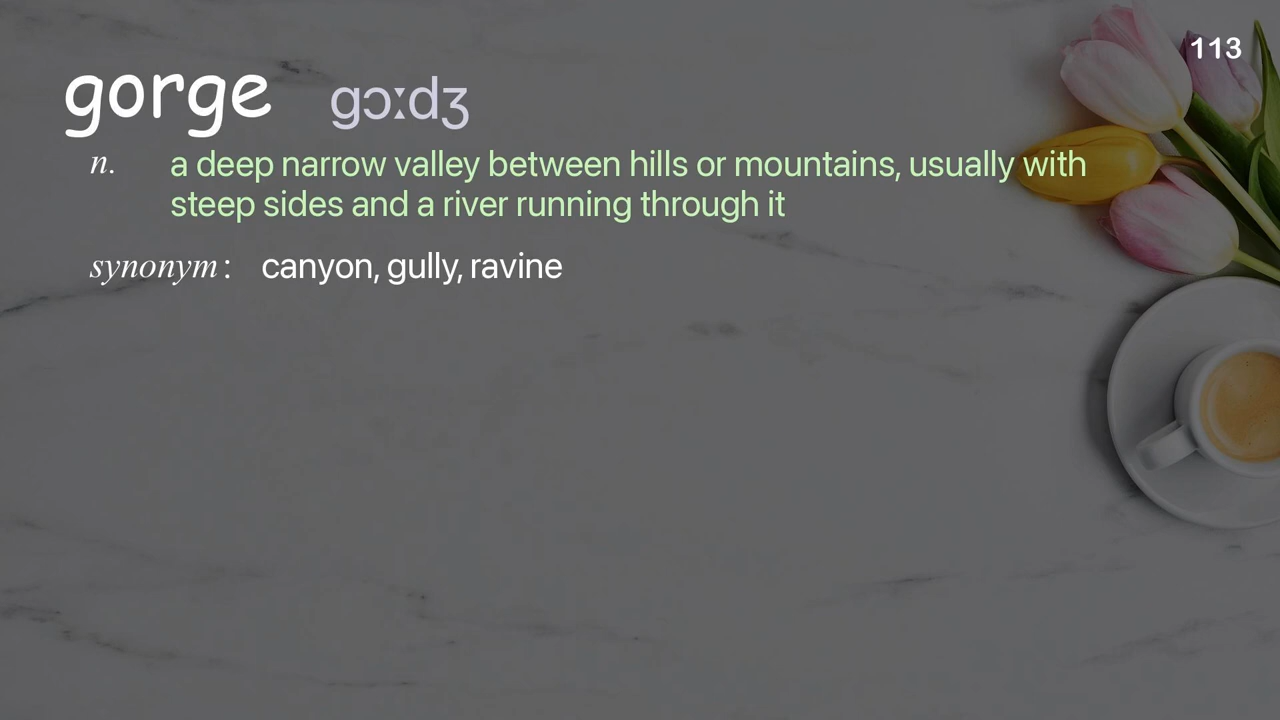 113
gorge gɔːdʒ
n. a deep narrow valley between hills or mountains, usually with
steep sides and a river running through it
synonym: canyon, gully, ravine